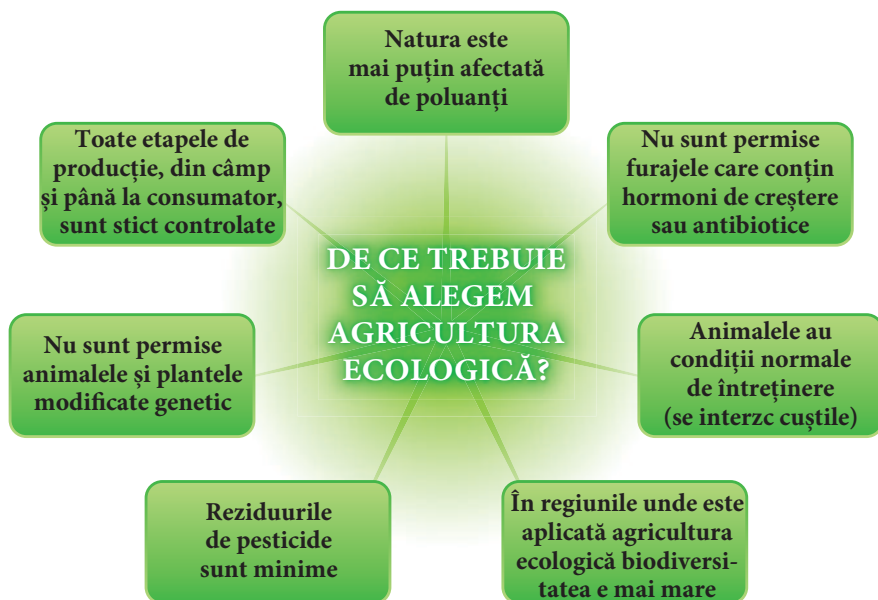 Natura este
mai puțin afectată
de poluanți
Toate etapele de
producție, din câmp
și până la consumator,
sunt stict controlate
Nu sunt permise
furajele care conțin
hormoni de creștere
sau antibiotice
DE CE TREBUIE
SĂ ALEGEM
AGRICULTURA
ECOLOGICĂ?
Nu sunt permise
animalele și plantele
modificate genetic
Animalele au
condiții normale
de întreținere
(se interzc cuștile)
Reziduurile
de pesticide
sunt minime
În regiunile unde este
aplicată agricultura
ecologică biodiversi-
tatea e mai mare